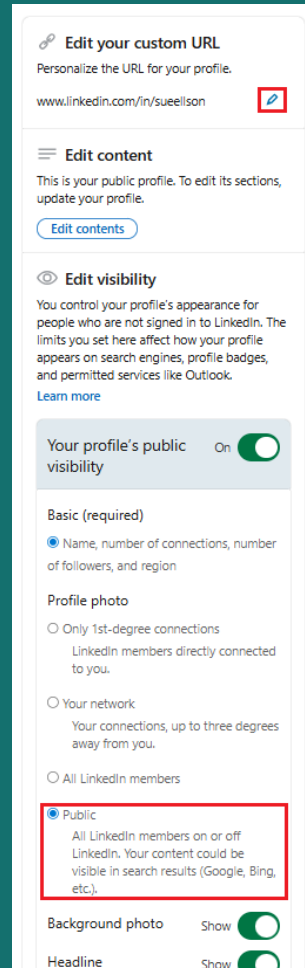 Edit your custom URL
Personalize the URL for your profile.
www.linkedin.com/in/sueellson
Edit content
This is your public profile. To edit its sections,
update your profile.
Edit contents
Edit visibility
You control your profile's appearance for
people who are not signed in to LinkedIn. The
limits you set here affect how your profile
appears on search engines, profile badges,
and permitted services like Outlook.
Learn more
Your profile's public On
visibility
Basic (required)
Name, number of connections, number
of followers, and region
Profile photo
Only 1st-degree connections
LinkedIn members directly connected
to you.
Your network
Your connections, up to three degrees
away from you.
All LinkedIn members
Public
All LinkedIn members on or off
LinkedIn. Your content could be
visible in search results (Google, Bing,
etc.).
Background photo Show
Headline Show